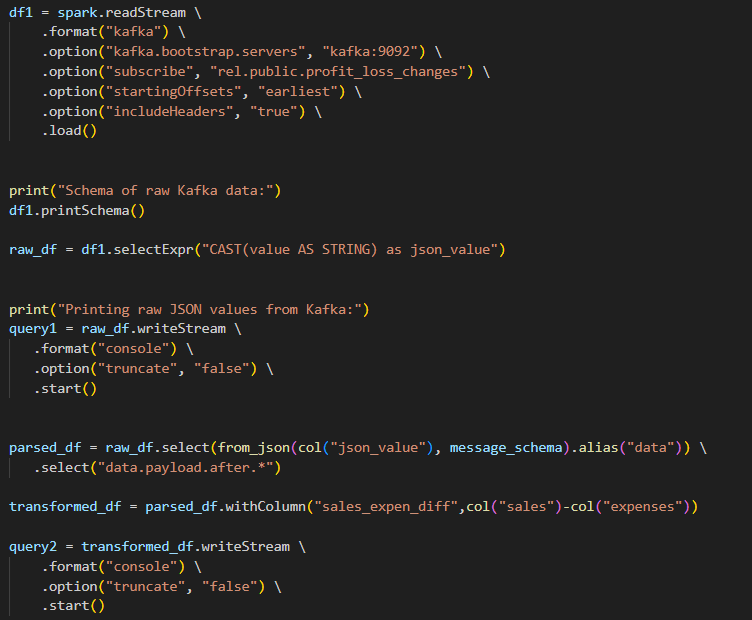 df1 = spark.readStream \
    .format("kafka") \
    .option("kafka.bootstrap.servers", "kafka:9092") \
    .option("subscribe", "rel.public.profit_loss_changes") \
    .option("startingOffsets", "earliest") \
    .option("includeHeaders", "true") \
    .load()
print("Schema of raw Kafka data:")
df1.printSchema()
raw_df = df1.selectExpr("CAST(value AS STRING) as json_value")
print("Printing raw JSON values from Kafka:")
query1 = raw_df.writeStream \
   .format("console") \
   .option("truncate", "false") \
   .start()
parsed_df = raw_df.select(from_json(col("json_value"), message_schema).alias("data")) \
   .select("data.payload.after.*")
transformed_df = parsed_df.withColumn("sales_expen_diff",col("sales")-col("expenses"))
query2 = transformed_df.writeStream \
    .format("console") \
    .option("truncate", "false") \
    .start()